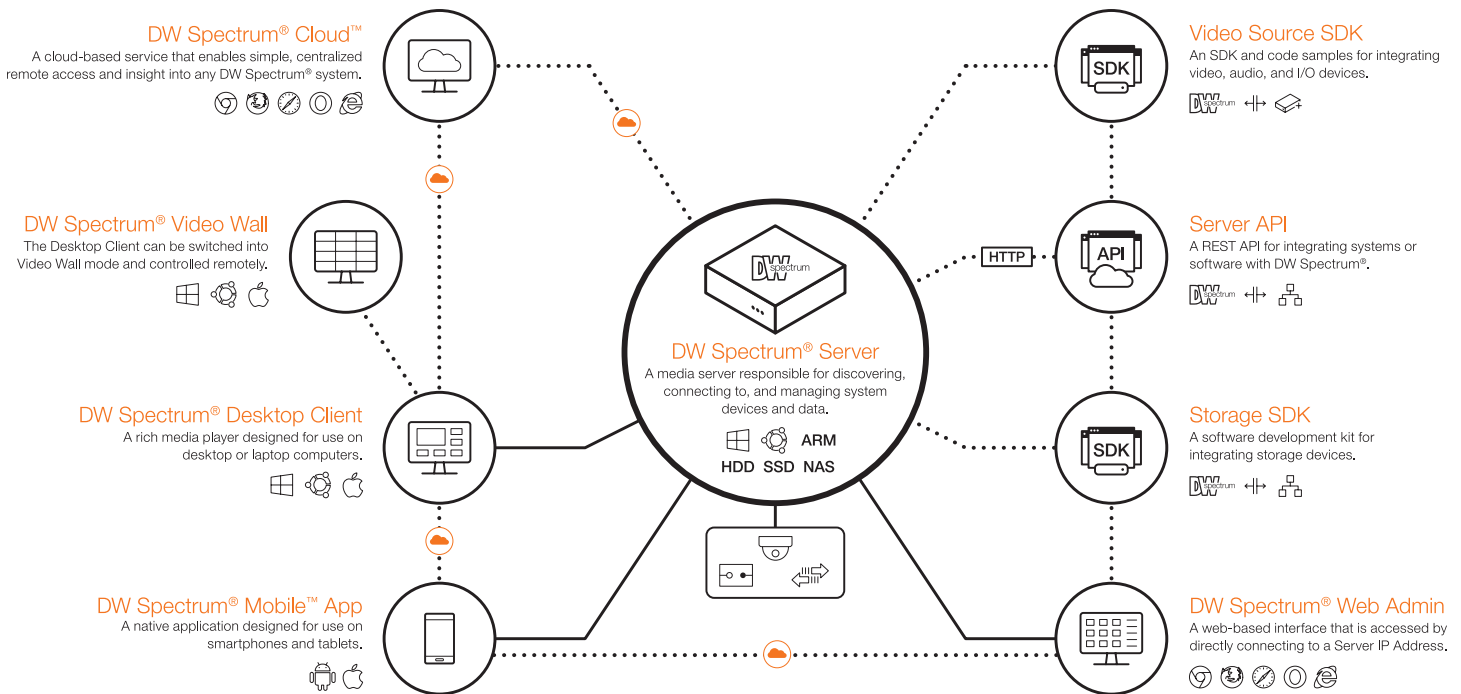 DW Spectrum® Cloud™
A cloud-based service that enables simple, centralized
remote access and insight into any DW Spectrum® system.
DW Spectrum® Video Wall
The Desktop Client can be switched into
Video Wall mode and controlled remotely.
DW Spectrum® Desktop Client
A rich media player designed for use on
desktop or laptop computers.
DW Spectrum® Mobile™ App
A native application designed for use on
smartphones and tablets.
DW spectrum
DW Spectrum® Server
A media server responsible for discovering,
connecting to, and managing system
devices and data.
ARM
HDD SSD NAS
HTTP
SDK
Video Source SDK
An SDK and code samples for integrating
video, audio, and I/O devices.
DW spectrum
API
Server API
A REST API for integrating systems or
software with DW Spectrum®.
DW spectrum
SDK
Storage SDK
A software development kit for
integrating storage devices.
DW spectrum
DW Spectrum® Web Admin
A web-based interface that is accessed by
directly connecting to a Server IP Address.